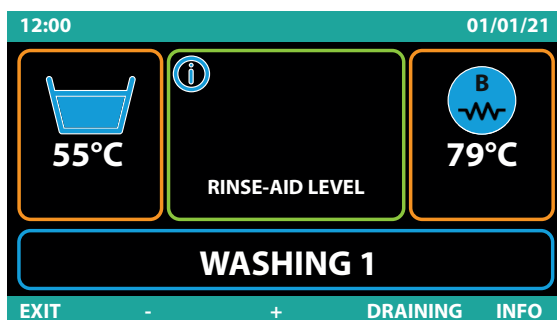 12:00 01/01/21
i
B
55°C
79°C
RINSE-AID LEVEL
WASHING 1
EXIT - + DRAINING INFO